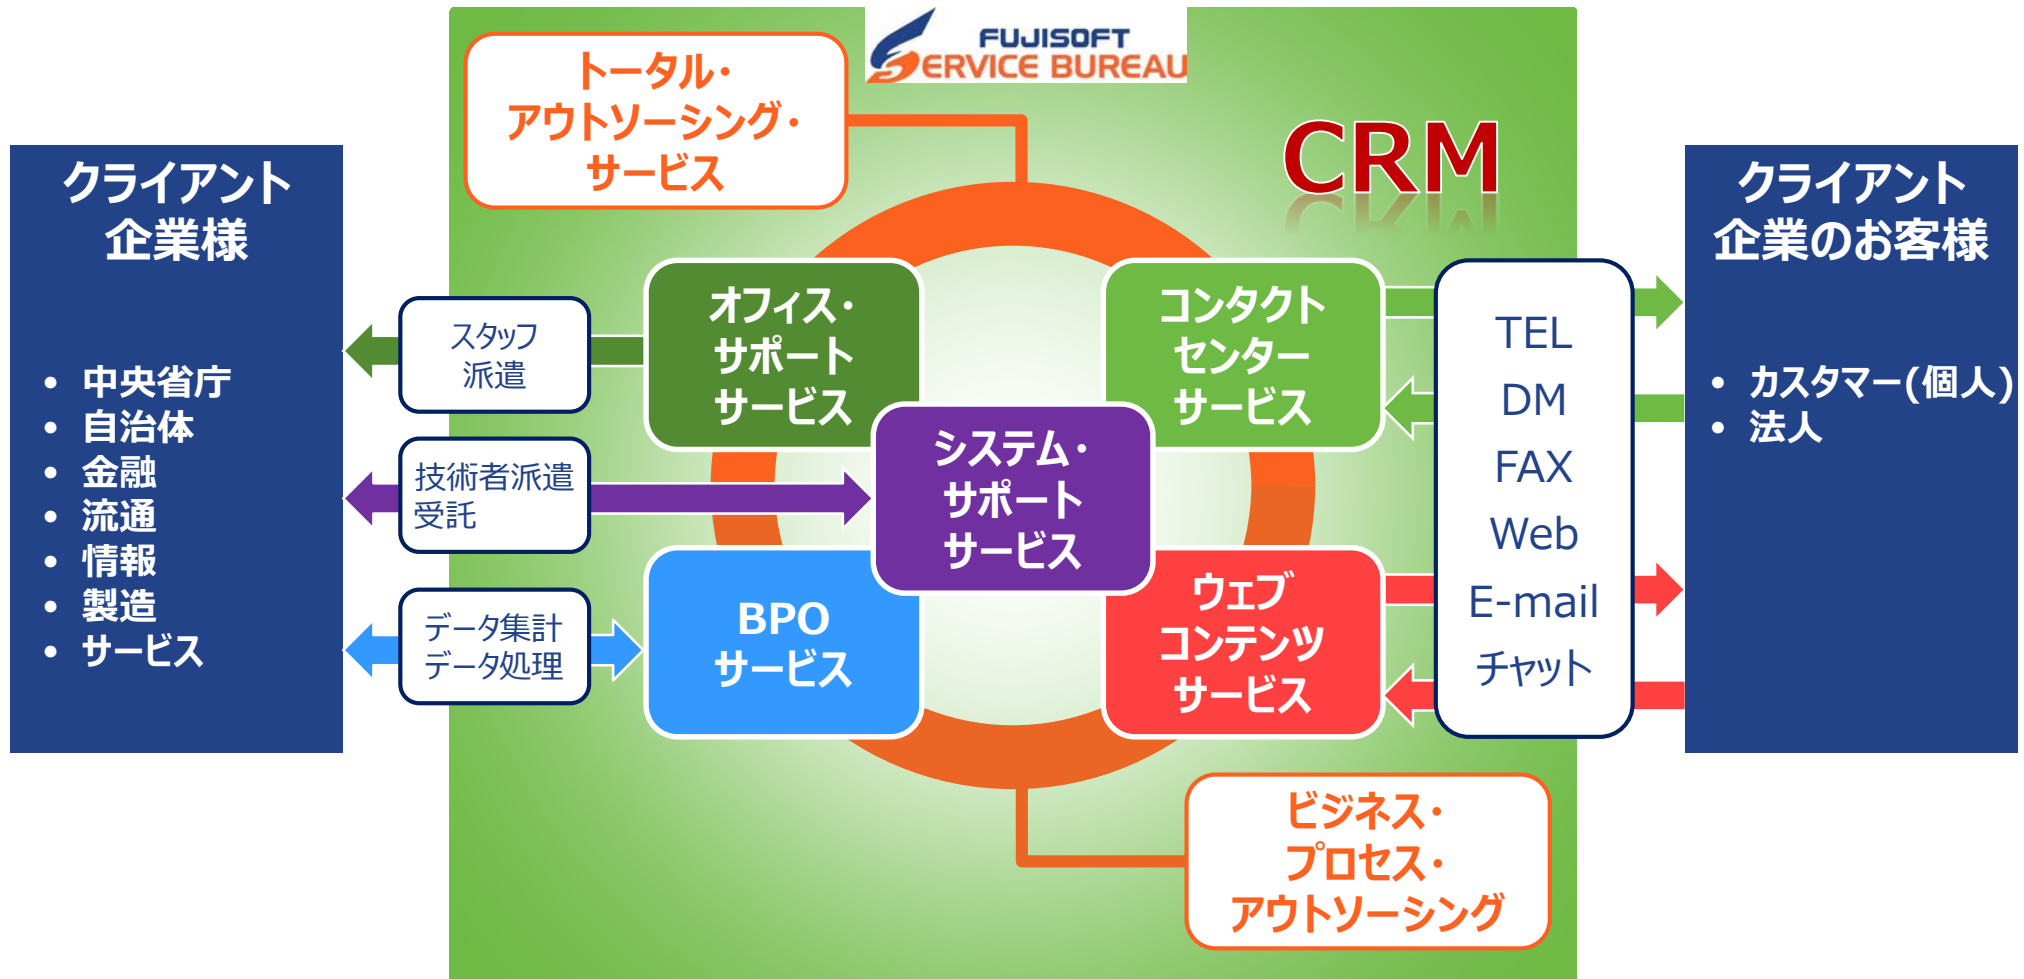 FUJISOFT
SERVICE BUREAU
トータル・
アウトソーシング・
サービス
CRM
クライアント
企業様
• 中央省庁
• 自治体
• 金融
• 流通
• 情報
• 製造
• サービス
スタッフ
派遣
技術者派遣
受託
データ集計
データ処理
オフィス・
サポート
サービス
コンタクト
センター
サービス
システム・
サポート
サービス
BPO
サービス
ウェブ
コンテンツ
サービス
TEL
DM
FAX
Web
E-mail
チャット
クライアント
企業のお客様
• カスタマー(個人)
• 法人
ビジネス・
プロセス・
アウトソーシング